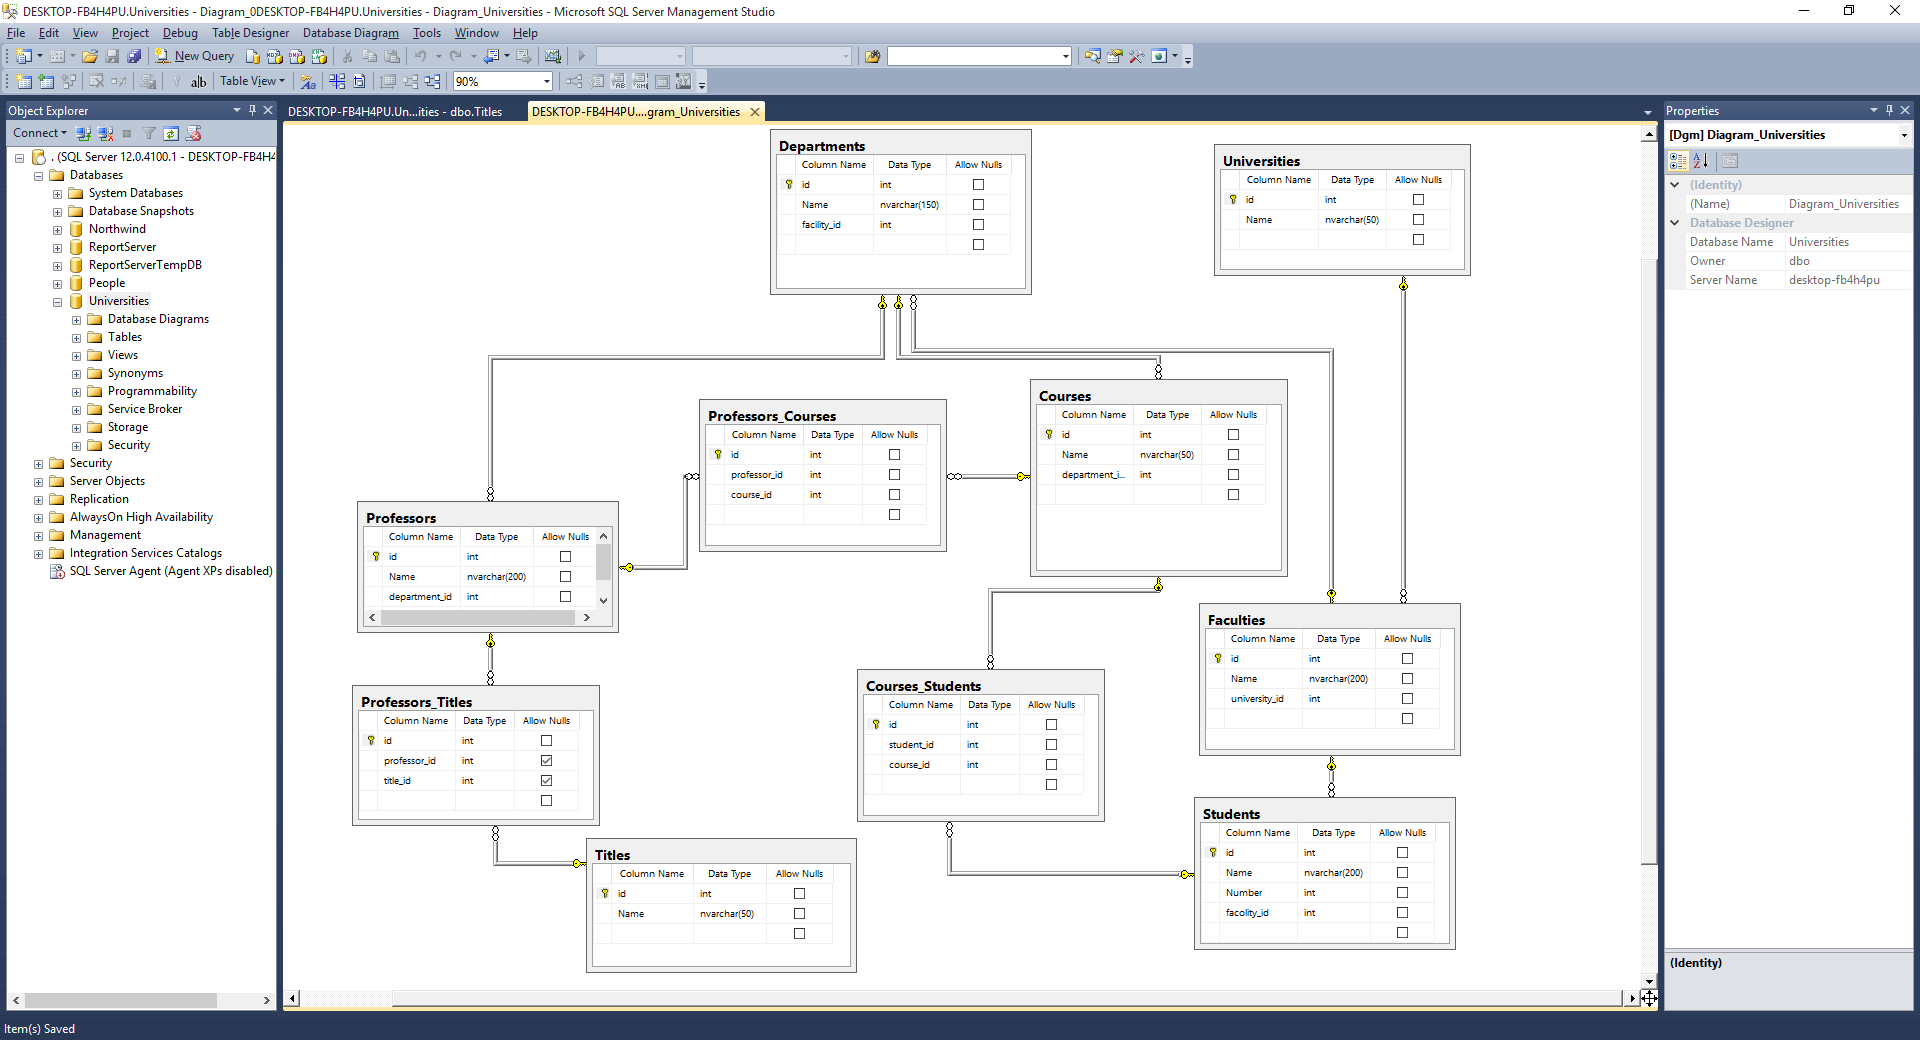 DESKTOP-FB4H4PU.Universities - Diagram_0DESKTOP-FB4H4PU.Universities - Diagram_Universities - Microsoft SQL Server Management Studio
File Edit View Project Debug Table Designer Database Diagram Tools Window Help
New Query
ab Table View 90%
Object Explorer
Connect
. (SQL Server 12.0.4100.1 - DESKTOP-FB4H4
Databases
System Databases
Database Snapshots
Northwind
ReportServer
ReportServerTempDB
People
Universities
Database Diagrams
Tables
Views
Synonyms
Programmability
Service Broker
Storage
Security
Security
Server Objects
Replication
AlwaysOn High Availability
Management
Integration Services Catalogs
SQL Server Agent (Agent XPs disabled)
DESKTOP-FB4H4PU.Un...ities - dbo.Titles
DESKTOP-FB4H4PU....gram_Universities
Departments
Column Name Data Type Allow Nulls
id int
Name nvarchar(150)
facility_id int
Universities
Column Name Data Type Allow Nulls
id int
Name nvarchar(50)
Professors_Courses
Column Name Data Type Allow Nulls
id int
professor_id int
course_id int
Courses
Column Name Data Type Allow Nulls
id int
Name nvarchar(50)
department_i... int
Professors
Column Name Data Type Allow Nulls
id int
Name nvarchar(200)
department_id int
Professors_Titles
Column Name Data Type Allow Nulls
id int
professor_id int
title_id int
Courses_Students
Column Name Data Type Allow Nulls
id int
student_id int
course_id int
Faculties
Column Name Data Type Allow Nulls
id int
Name nvarchar(200)
university_id int
Titles
Column Name Data Type Allow Nulls
id int
Name nvarchar(50)
Students
Column Name Data Type Allow Nulls
id int
Name nvarchar(200)
Number int
facolity_id int
Properties
[Dgm] Diagram_Universities
(Identity)
(Name) Diagram_Universities
Database Designer
Database Name Universities
Owner dbo
Server Name desktop-fb4h4pu
(Identity)
Item(s) Saved